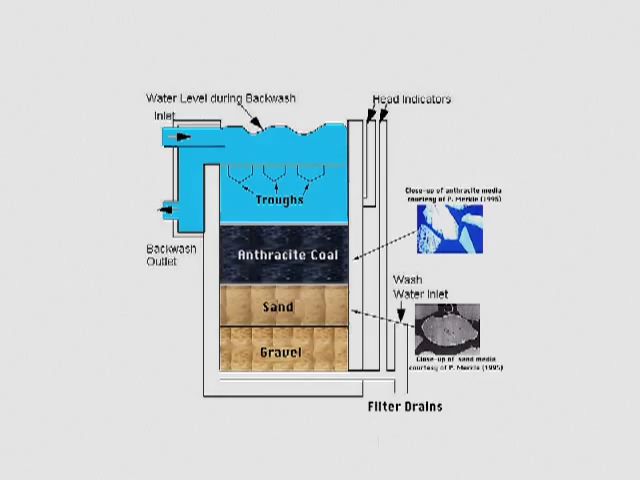 Water Level during Backwash
Head Indicators
Inlet
Close-up of anthracite media
courtesy of P. Merkle (1995)
Troughs
Backwash
Outlet
Anthracite Coal
Wash
Water Inlet
Sand
Gravel
Close-up of sand media
courtesy of P. Merkle (1995)
Filter Drains